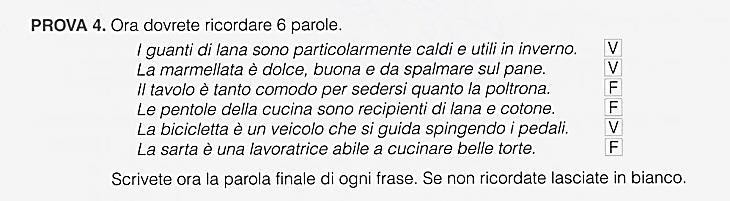 PROVA 4. Ora dovrete ricordare 6 parole.
I guanti di lana sono particolarmente caldi e utili in inverno. V
La marmellata è dolce, buona e da spalmare sul pane. V
Il tavolo è tanto comodo per sedersi quanto la poltrona. F
Le pentole della cucina sono recipienti di lana e cotone. F
La bicicletta è un veicolo che si guida spingendo i pedali. V
La sarta è una lavoratrice abile a cucinare belle torte. F
Scrivete ora la parola finale di ogni frase. Se non ricordate lasciate in bianco.